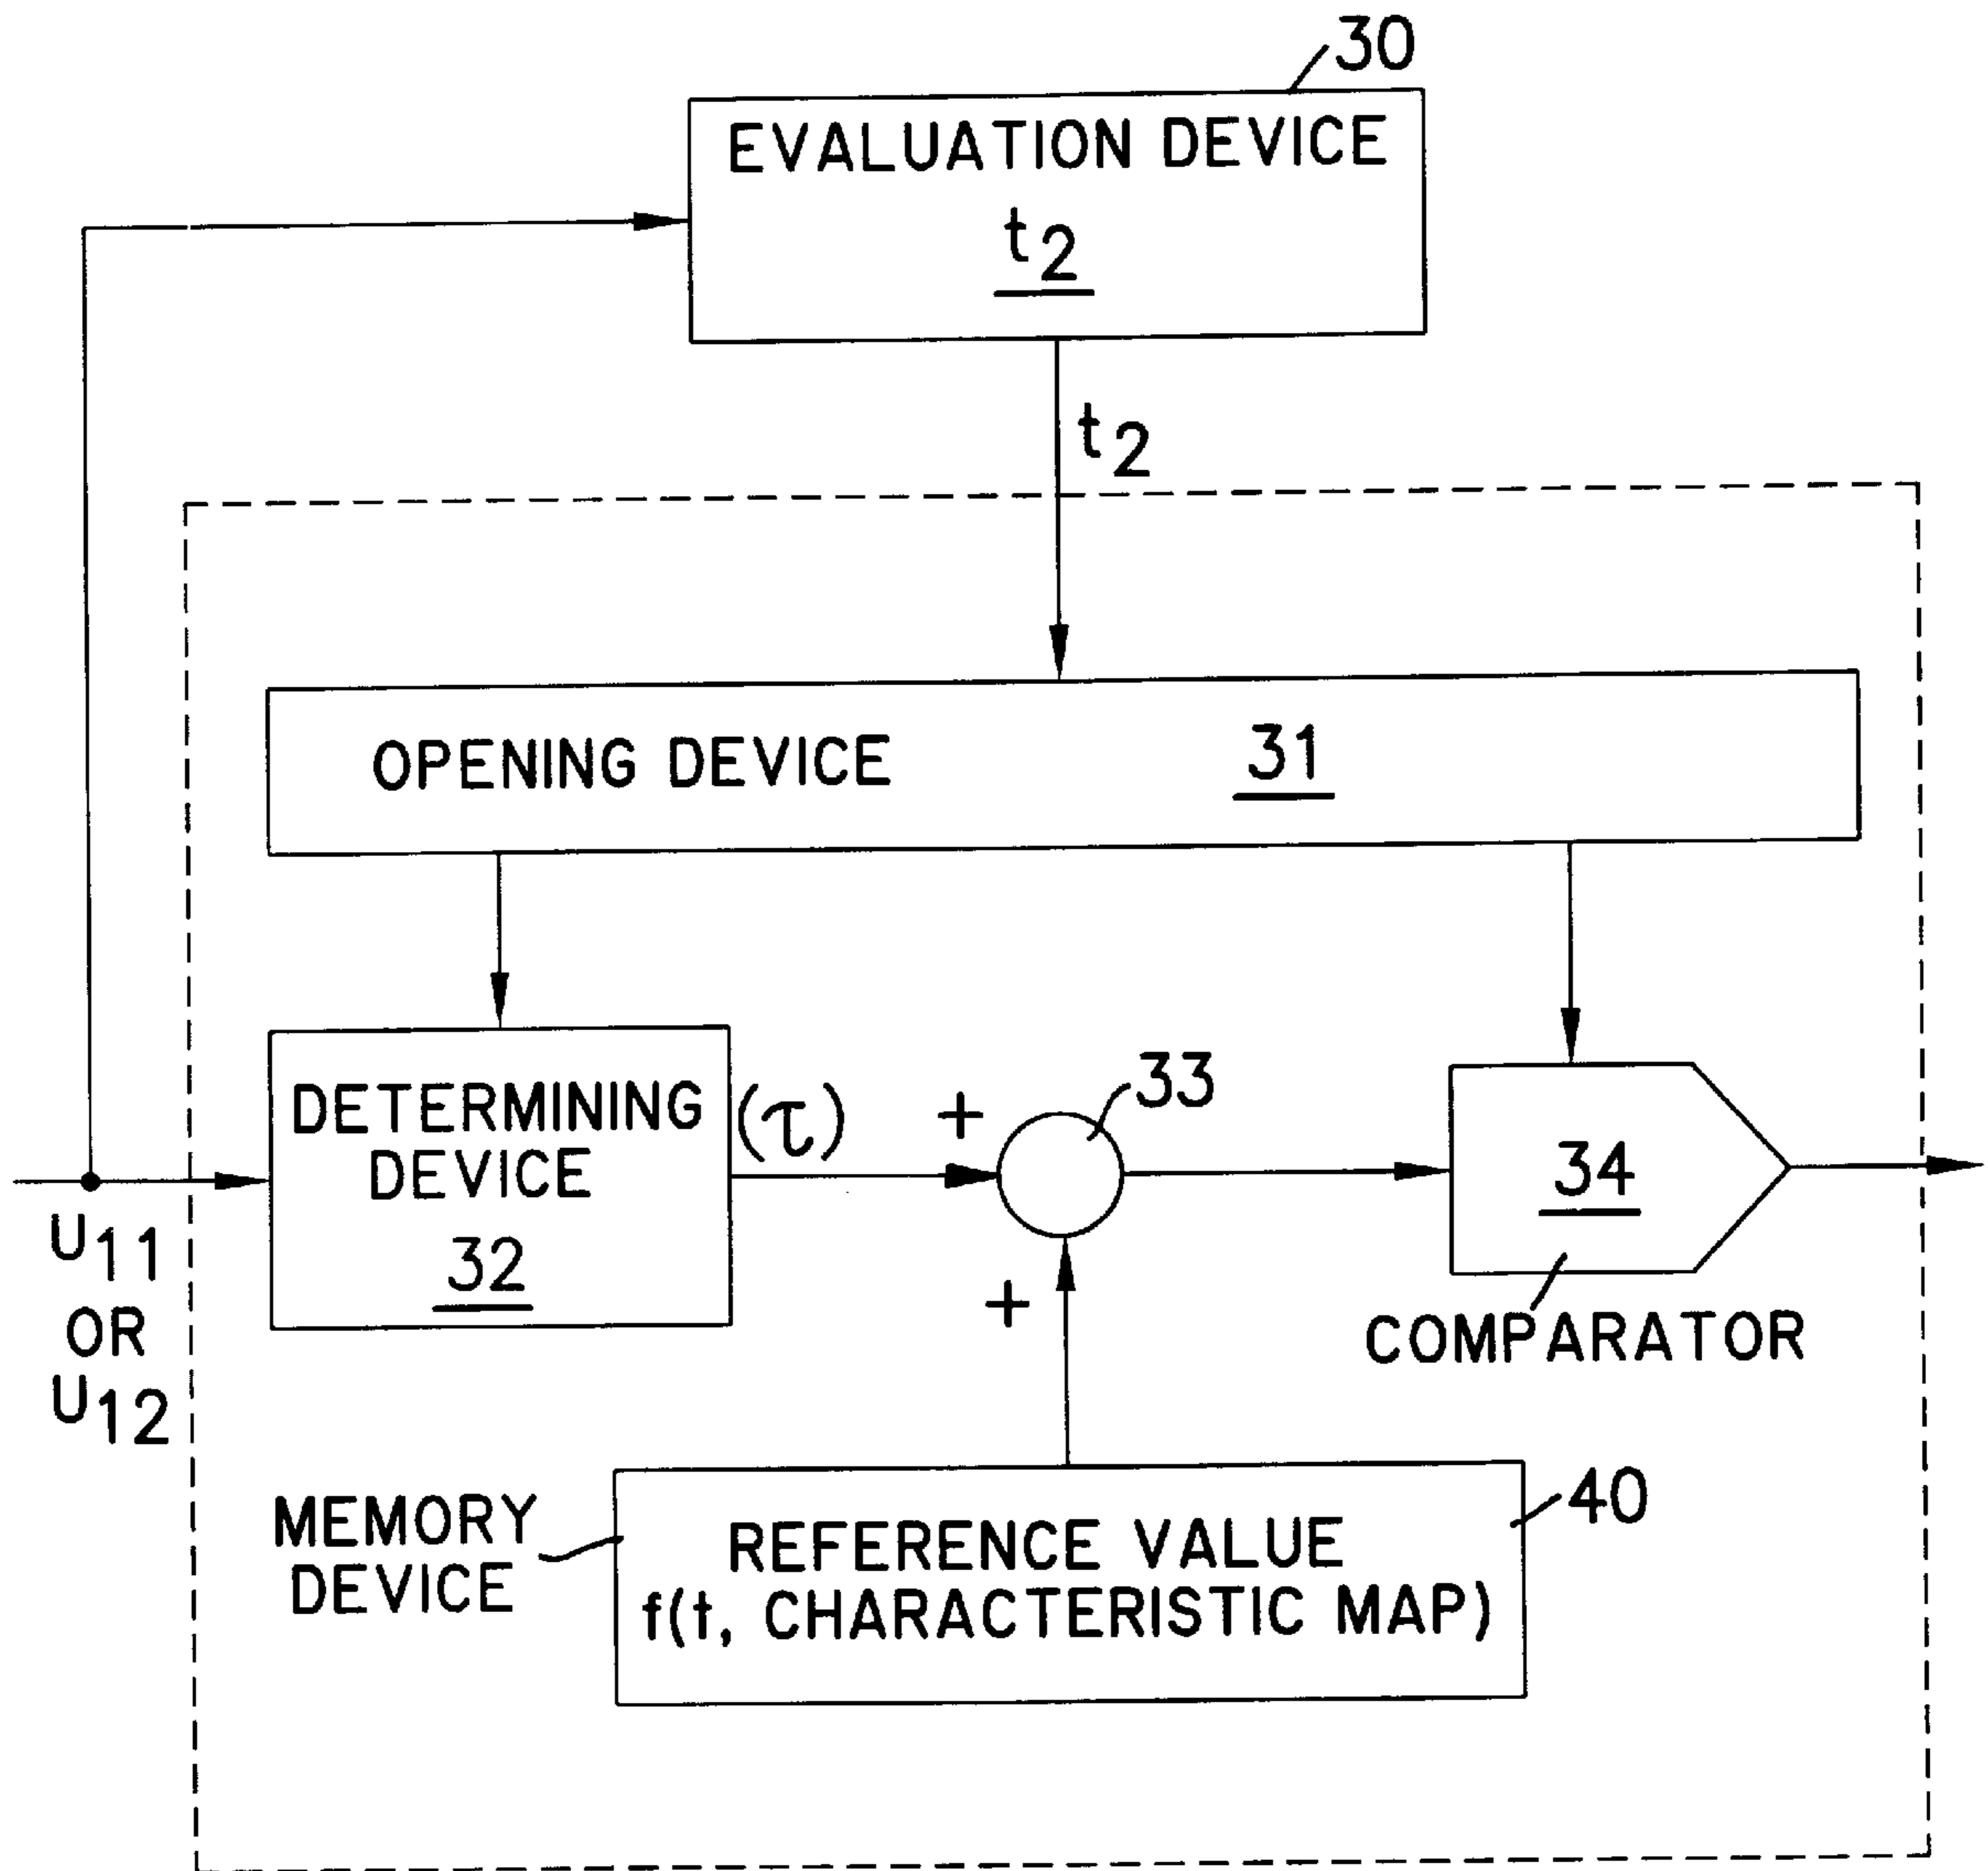 30
EVALUATION DEVICE
t2
t2
OPENING DEVICE 31
DETERMINING
DEVICE
32
(τ)
+
33
+
34
COMPARATOR
U11
OR
U12
MEMORY
DEVICE
40
REFERENCE VALUE
f(t, CHARACTERISTIC MAP)